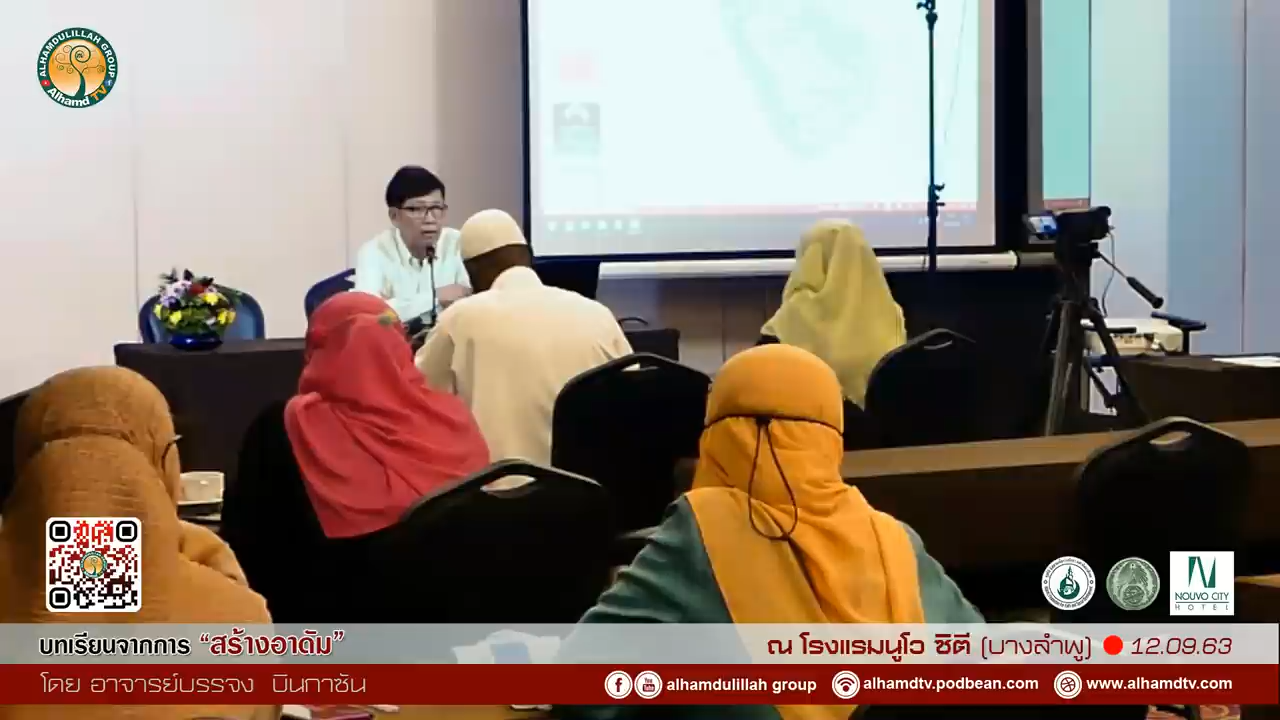 ALHAMDULILLAH GROUP
Alhamd TV
NOUVO CITY
HOTEL
บทเรียนจากการ “สร้างอาดัม”
ณ โรงแรมนูโว ซิตี (บางลำพู) 12.09.63
โดย อาจารย์บรรจง บินกาซัน
alhamdulillah group alhamdtv.podbean.com www.alhamdtv.com